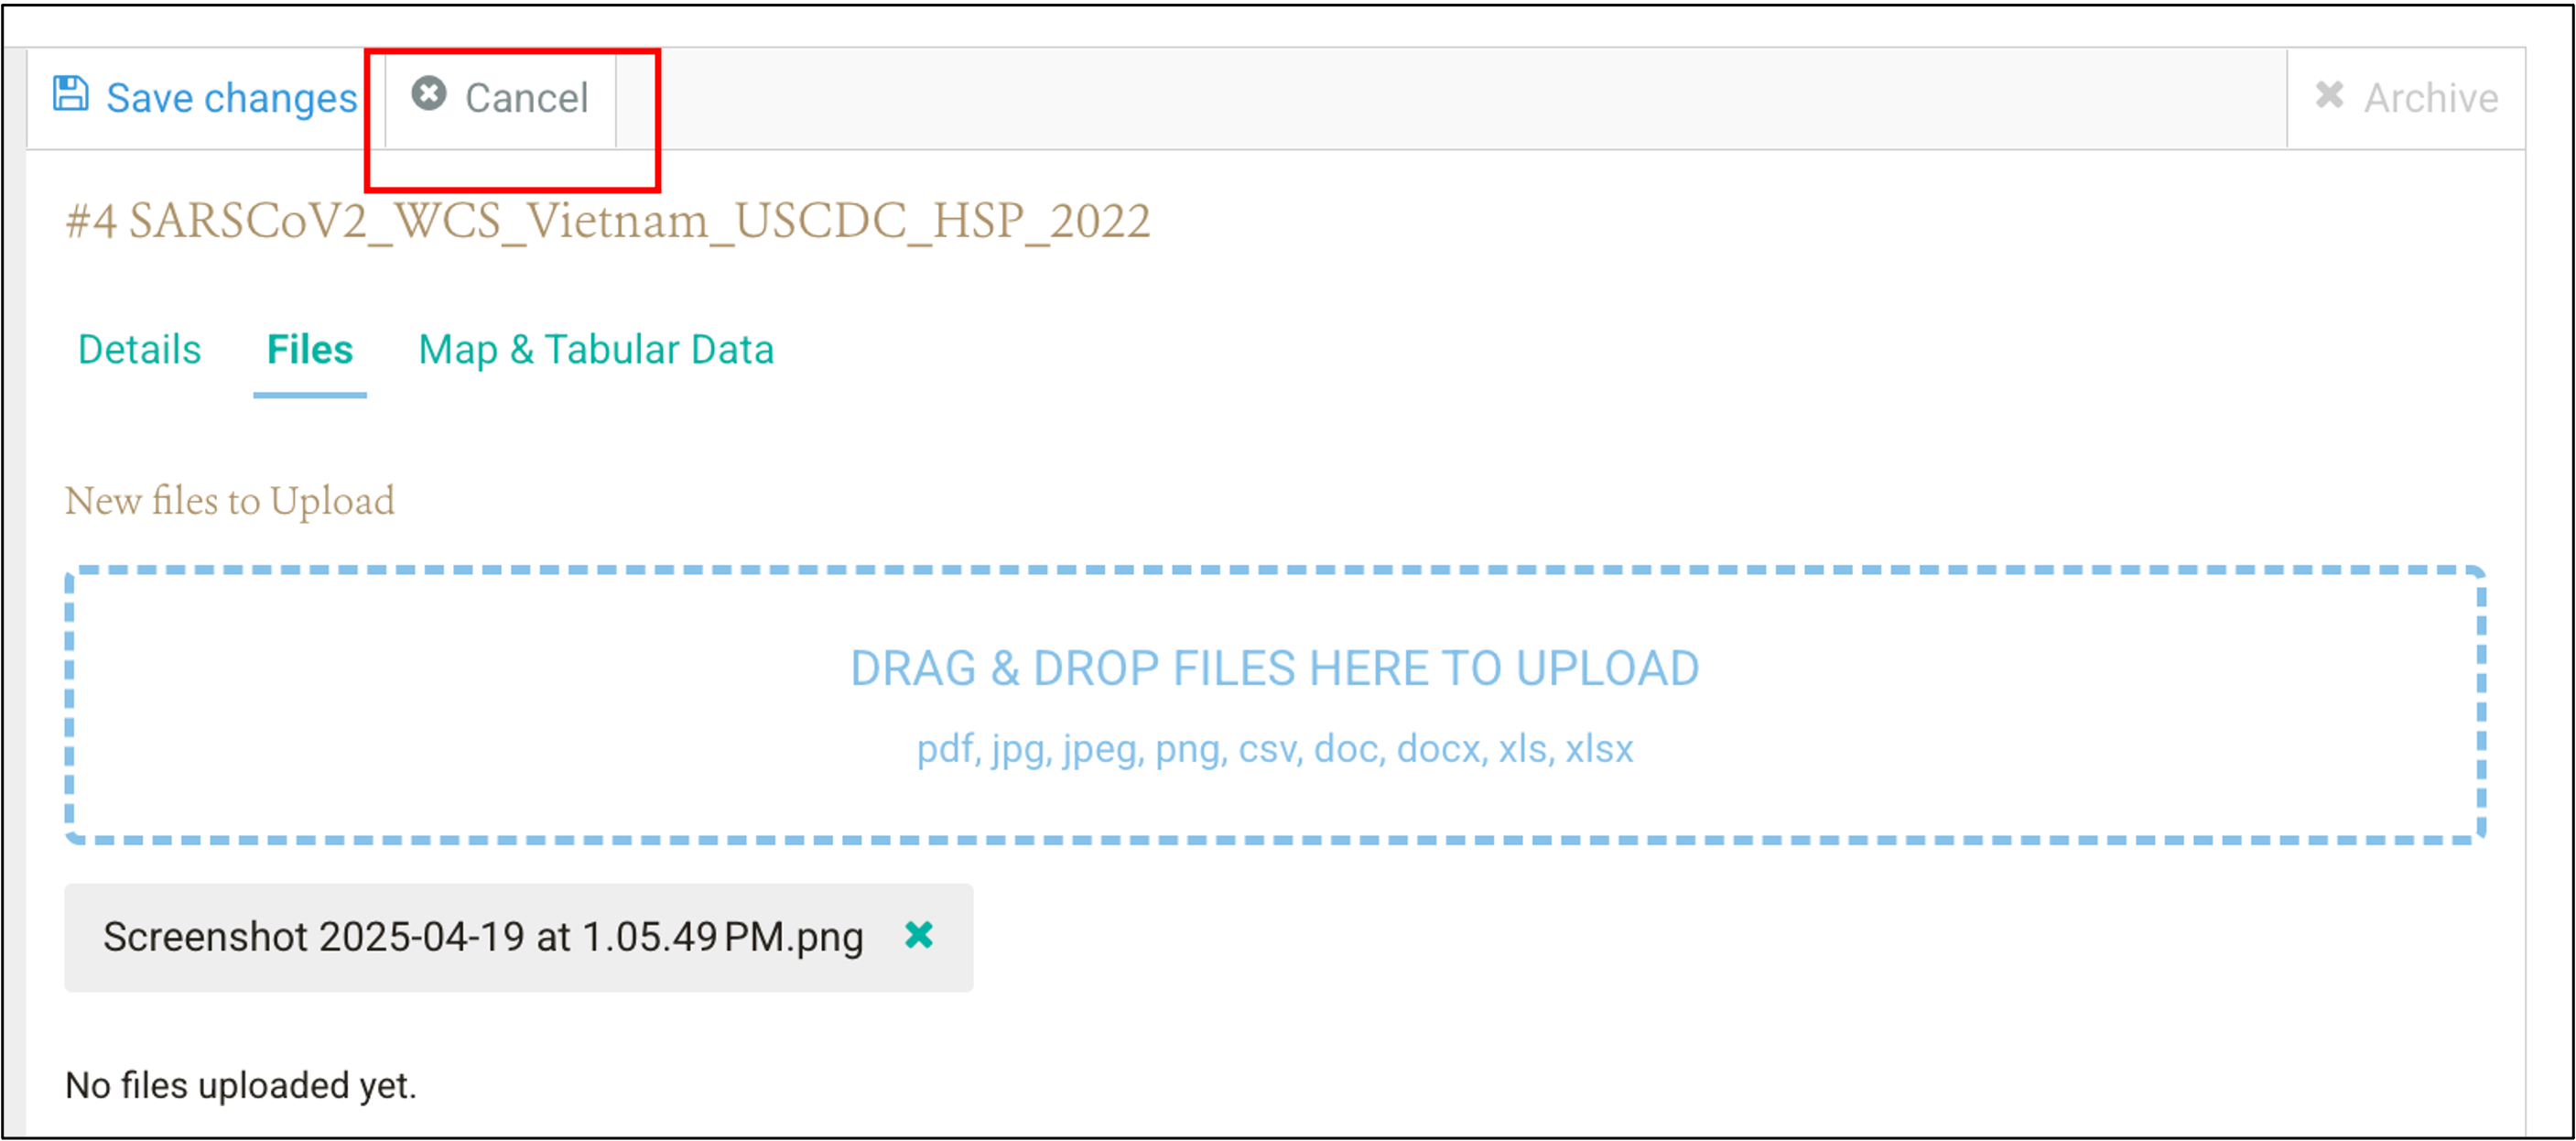 Save changes Cancel Archive
#4 SARSCoV2_WCS_Vietnam_USCDC_HSP_2022
Details Files Map & Tabular Data
New files to Upload
DRAG & DROP FILES HERE TO UPLOAD
pdf, jpg, jpeg, png, csv, doc, docx, xls, xlsx
Screenshot 2025-04-19 at 1.05.49 PM.png
No files uploaded yet.